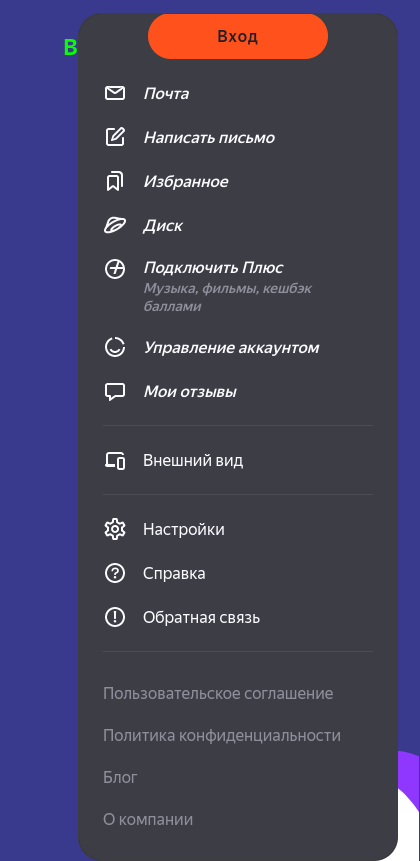 Вход
В
Почта
Написать письмо
Избранное
Диск
Подключить Плюс
Музыка, фильмы, кешбэк
баллами
Управление аккаунтом
Мои отзывы
Внешний вид
Настройки
Справка
Обратная связь
Пользовательское соглашение
Политика конфиденциальности
Блог
О компании